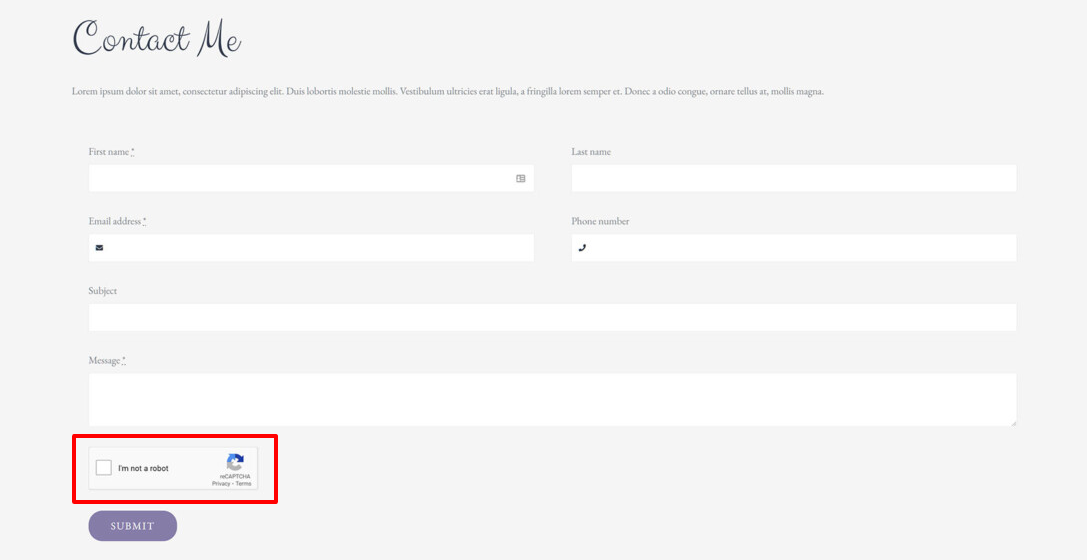 Contact Me
Lorem ipsum dolor sit amet, consectetur adipiscing elit. Duis lobortis molestie mollis. Vestibulum ultricies erat ligula, a fringilla lorem semper et. Donec a odio congue, ornare tellus at, mollis magna.
First name *
Last name
Email address *
Phone number
Subject
Message *
I'm not a robot
reCAPTCHA
Privacy - Terms
SUBMIT